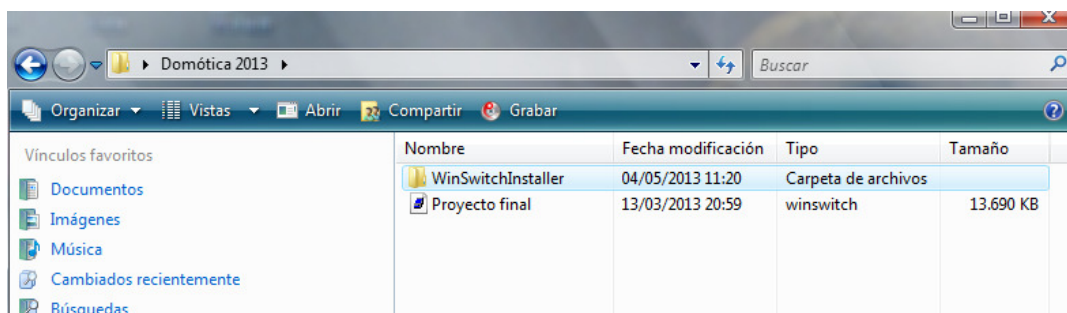 Domótica 2013
Buscar
Organizar Vistas Abrir Compartir Grabar
Vínculos favoritos
Nombre Fecha modificación Tipo Tamaño
Documentos
WinSwitchInstaller 04/05/2013 11:20 Carpeta de archivos
Proyecto final 13/03/2013 20:59 winswitch 13.690 KB
Imágenes
Música
Cambiados recientemente
Búsquedas